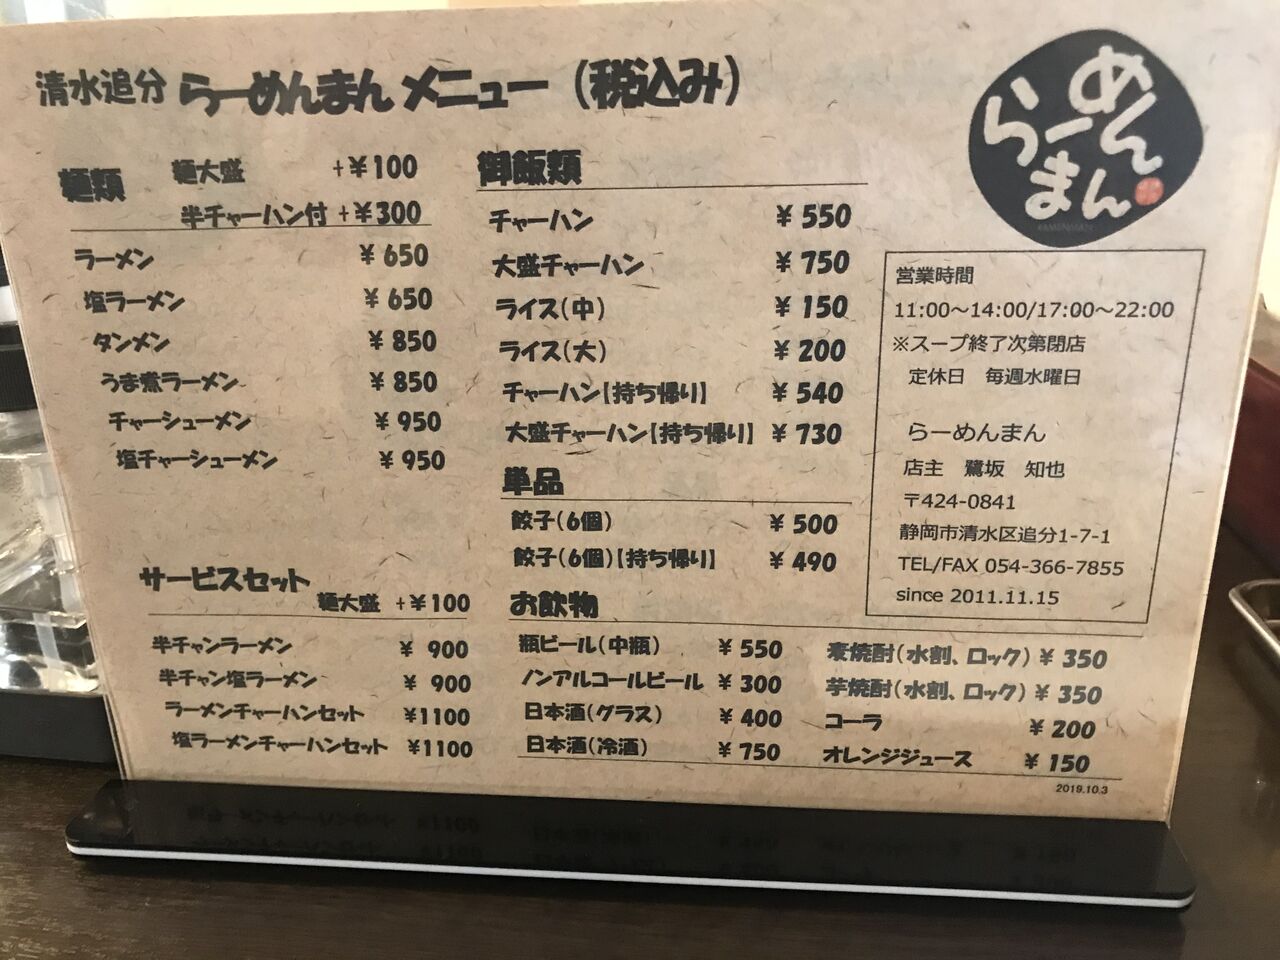 清水追分 らーめんまん メニュー (税込み)
らーめん
まん
麺類 麺大盛 +¥100
半チャーハン付 +¥300
ラーメン ¥650
塩ラーメン ¥650
タンメン ¥850
うま煮ラーメン ¥850
チャーシューメン ¥950
塩チャーシューメン ¥950
サービスセット
麺大盛 +¥100
半チャンラーメン ¥900
半チャン塩ラーメン ¥900
ラーメンチャーハンセット ¥1100
塩ラーメンチャーハンセット ¥1100
御飯類
チャーハン ¥550
大盛チャーハン ¥750
ライス(中) ¥150
ライス(大) ¥200
チャーハン【持ち帰り】 ¥540
大盛チャーハン【持ち帰り】 ¥730
単品
餃子(6個) ¥500
餃子(6個)【持ち帰り】 ¥490
お飲物
瓶ビール(中瓶) ¥550
ノンアルコールビール ¥300
日本酒(グラス) ¥400
日本酒(冷酒) ¥750
麦焼酎(水割、ロック) ¥350
芋焼酎(水割、ロック) ¥350
コーラ ¥200
オレンジジュース ¥150
2019.10.3
営業時間
11:00～14:00/17:00～22:00
※スープ終了次第閉店
定休日 毎週水曜日
らーめんまん
店主 鷺坂 知也
〒424-0841
静岡市清水区追分1-7-1
TEL/FAX 054-366-7855
since 2011.11.15